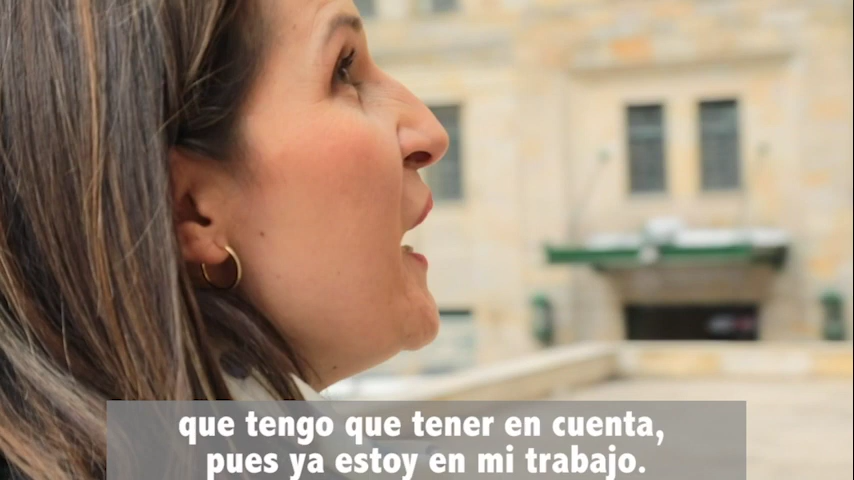 que tengo que tener en cuenta,
pues ya estoy en mi trabajo.